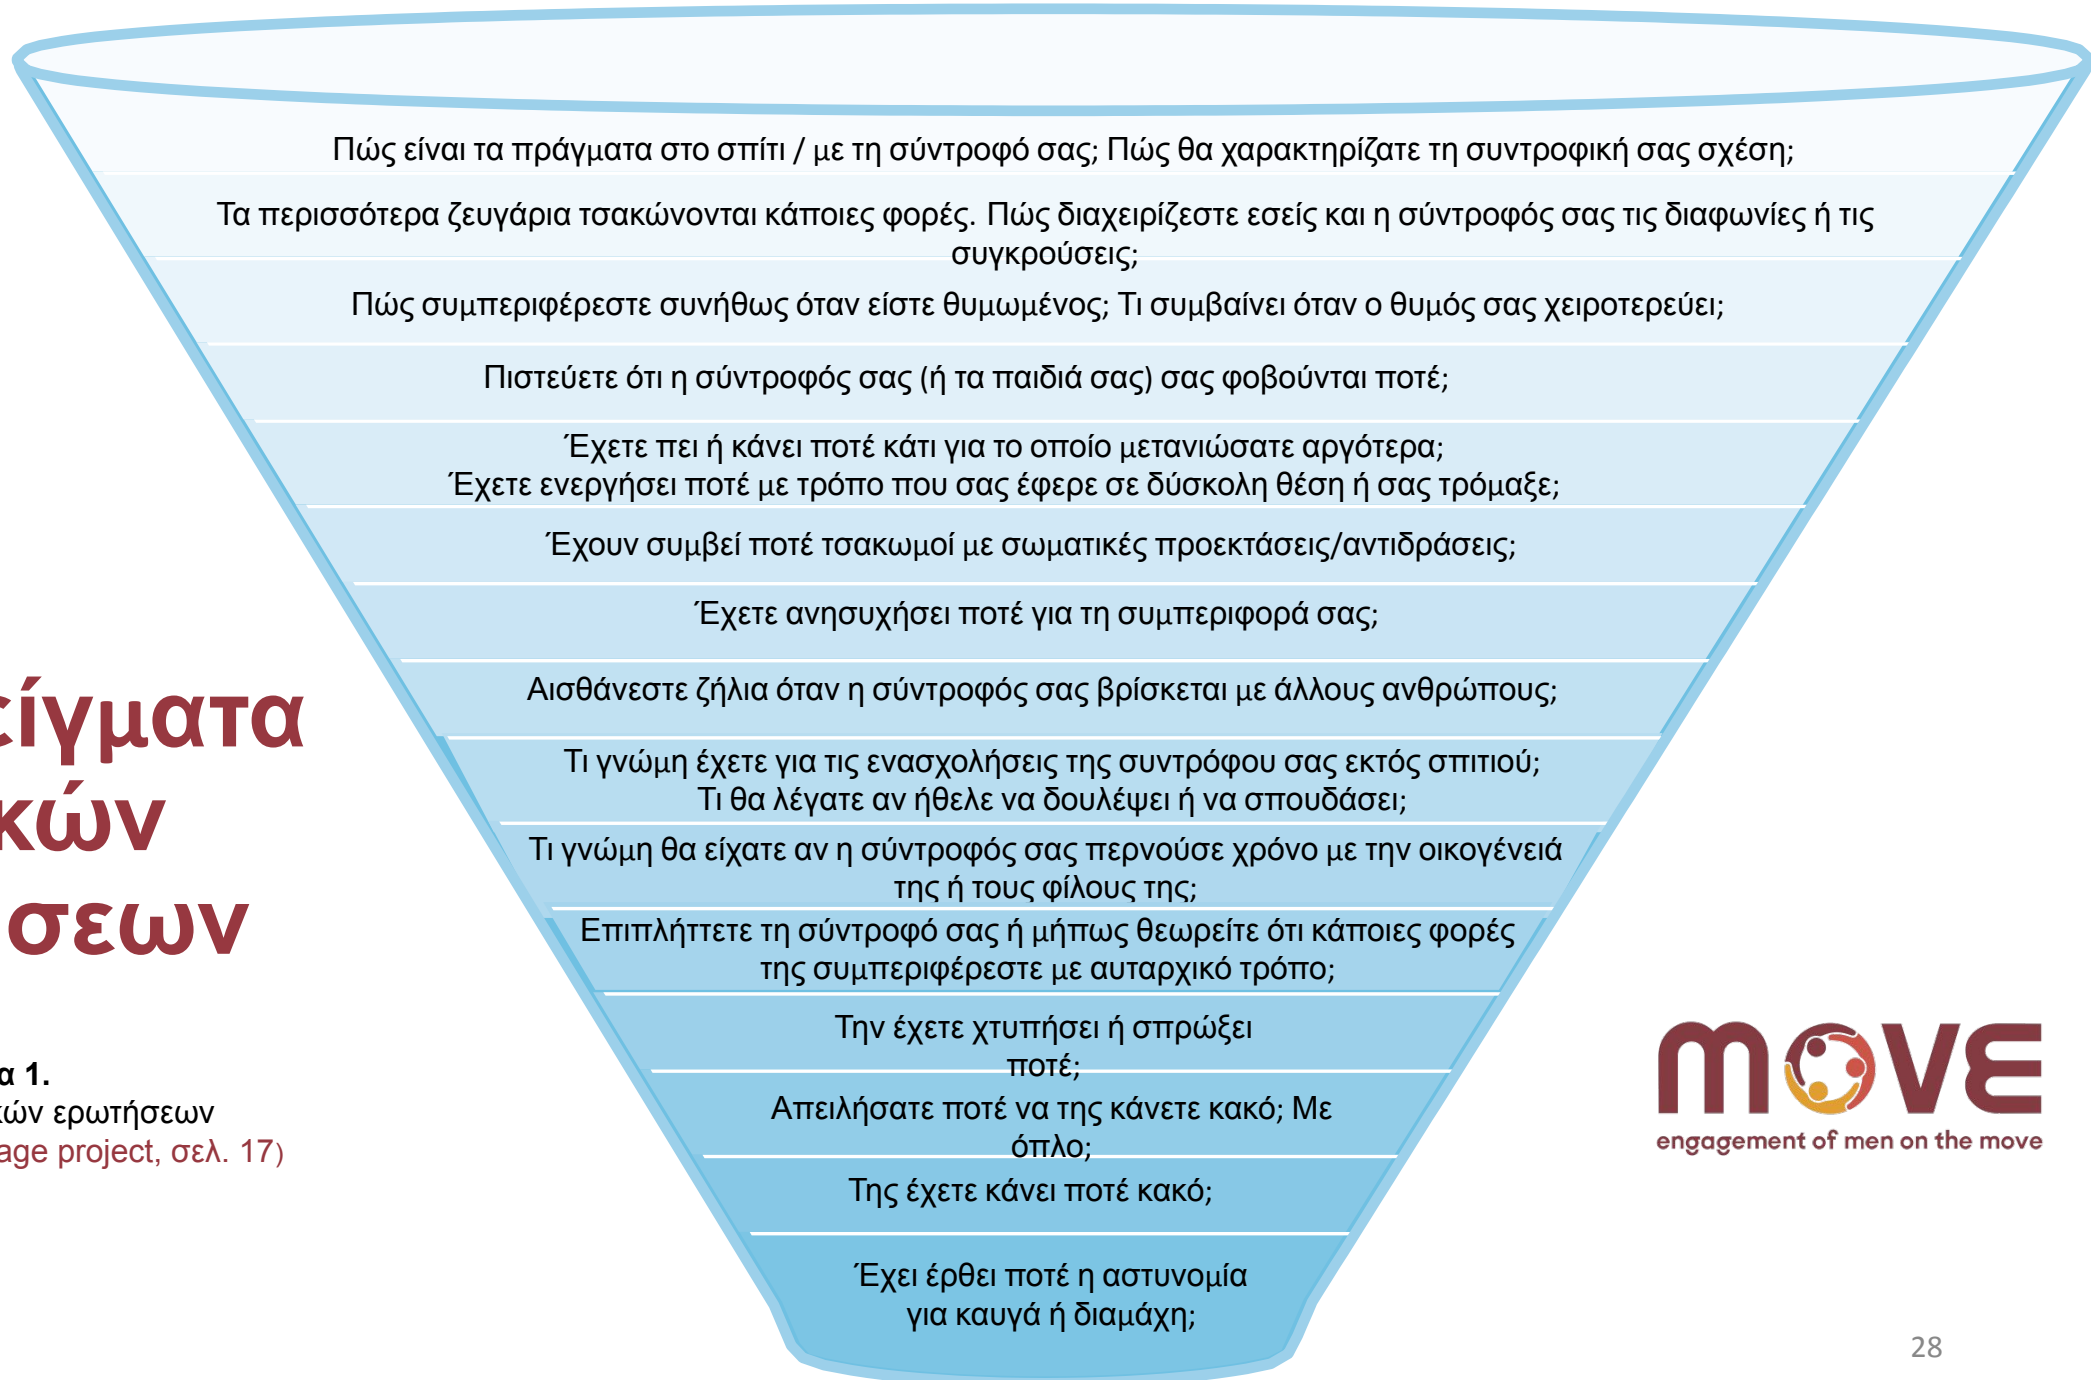 Πώς είναι τα πράγματα στο σπίτι / με τη σύντροφό σας; Πώς θα χαρακτηρίζατε τη συντροφική σας σχέση;
Τα περισσότερα ζευγάρια τσακώνονται κάποιες φορές. Πώς διαχειρίζεστε εσείς και η σύντροφός σας τις διαφωνίες ή τις
συγκρούσεις;
Πώς συμπεριφέρεστε συνήθως όταν είστε θυμωμένος; Τι συμβαίνει όταν ο θυμός σας χειροτερεύει;
Πιστεύετε ότι η σύντροφός σας (ή τα παιδιά σας) σας φοβούνται ποτέ;
Έχετε πει ή κάνει ποτέ κάτι για το οποίο μετανιώσατε αργότερα;
Έχετε ενεργήσει ποτέ με τρόπο που σας έφερε σε δύσκολη θέση ή σας τρόμαξε;
Έχουν συμβεί ποτέ τσακωμοί με σωματικές προεκτάσεις/αντιδράσεις;
Έχετε ανησυχήσει ποτέ για τη συμπεριφορά σας;
Αισθάνεστε ζήλια όταν η σύντροφός σας βρίσκεται με άλλους ανθρώπους;
Τι γνώμη έχετε για τις ενασχολήσεις της συντρόφου σας εκτός σπιτιού;
Τι θα λέγατε αν ήθελε να δουλέψει ή να σπουδάσει;
Τι γνώμη θα είχατε αν η σύντροφός σας περνούσε χρόνο με την οικογένειά
της ή τους φίλους της;
Επιπλήττετε τη σύντροφό σας ή μήπως θεωρείτε ότι κάποιες φορές
της συμπεριφέρεστε με αυταρχικό τρόπο;
Την έχετε χτυπήσει ή σπρώξει
ποτέ;
Απειλήσατε ποτέ να της κάνετε κακό; Με
όπλο;
Της έχετε κάνει ποτέ κακό;
Έχει έρθει ποτέ η αστυνομία
για καυγά ή διαμάχη;
είγματα
κών
σεων
α 1.
κών ερωτήσεων
age project, σελ. 17)
mOVE
engagement of men on the move
28